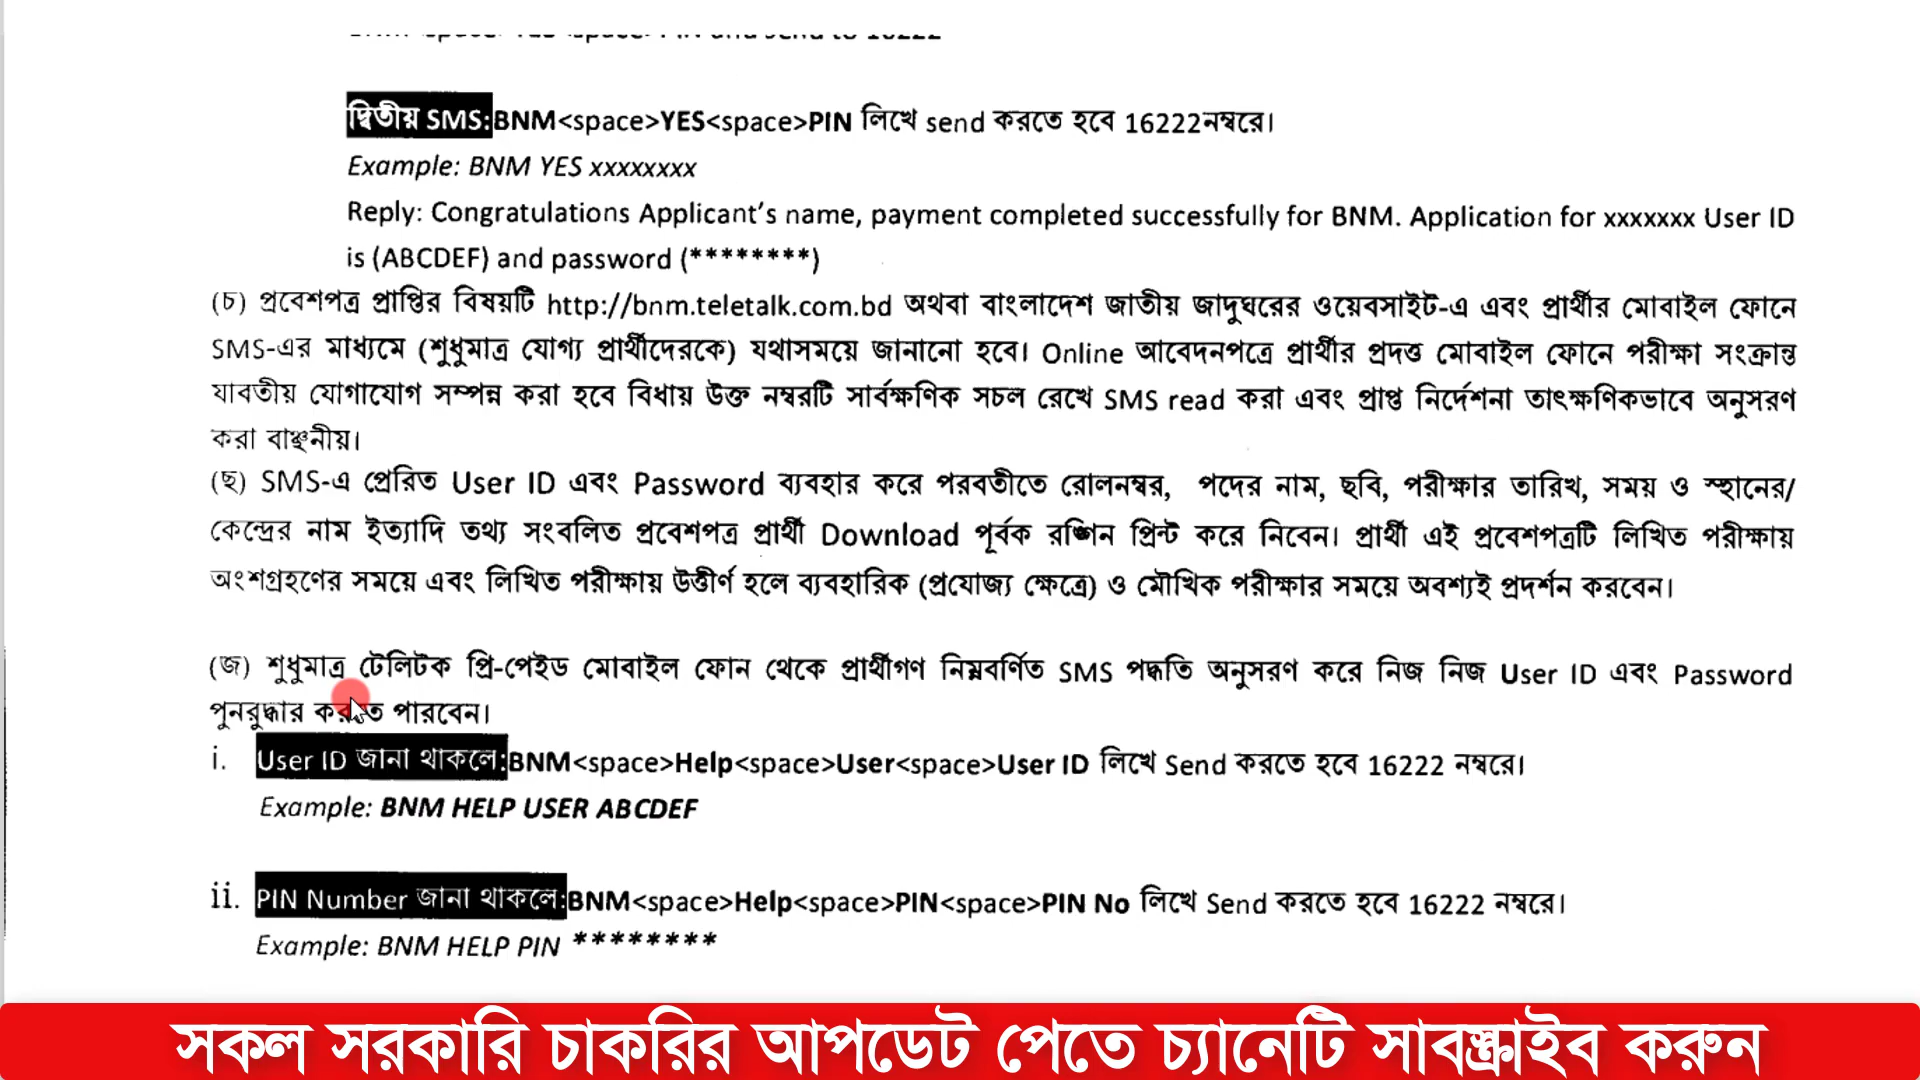 দ্বিতীয় SMS:BNM<space>YES<space>PIN লিখে send করতে হবে 16222নম্বরে।
Example: BNM YES xxxxxxxx
Reply: Congratulations Applicant's name, payment completed successfully for BNM. Application for xxxxxxx User ID
is (ABCDEF) and password (********)
(চ) প্রবেশপত্র প্রাপ্তির বিষয়টি http://bnm.teletalk.com.bd অথবা বাংলাদেশ জাতীয় জাদুঘরের ওয়েবসাইট-এ এবং প্রার্থীর মোবাইল ফোনে
SMS-এর মাধ্যমে (শুধুমাত্র যোগ্য প্রার্থীদেরকে) যথাসময়ে জানানো হবে। Online আবেদনপত্রে প্রার্থীর প্রদত্ত মোবাইল ফোনে পরীক্ষা সংক্রান্ত
যাবতীয় যোগাযোগ সম্পন্ন করা হবে বিধায় উক্ত নম্বরটি সার্বক্ষণিক সচল রেখে SMS read করা এবং প্রাপ্ত নির্দেশনা তাৎক্ষণিকভাবে অনুসরণ
করা বাঞ্ছনীয়।
(ছ) SMS-এ প্রেরিত User ID এবং Password ব্যবহার করে পরবর্তীতে রোলনম্বর, পদের নাম, ছবি, পরীক্ষার তারিখ, সময় ও স্থানের/
কেন্দ্রের নাম ইত্যাদি তথ্য সংবলিত প্রবেশপত্র প্রার্থী Download পূর্বক রঙ্গিন প্রিন্ট করে নিবেন। প্রার্থী এই প্রবেশপত্রটি লিখিত পরীক্ষায়
অংশগ্রহণের সময়ে এবং লিখিত পরীক্ষায় উত্তীর্ণ হলে ব্যবহারিক (প্রযোজ্য ক্ষেত্রে) ও মৌখিক পরীক্ষার সময়ে অবশ্যই প্রদর্শন করবেন।
(জ) শুধুমাত্র টেলিটক প্রি-পেইড মোবাইল ফোন থেকে প্রার্থীগণ নিম্নবর্ণিত SMS পদ্ধতি অনুসরণ করে নিজ নিজ User ID এবং Password
পুনরুদ্ধার করতে পারবেন।
i. User ID জানা থাকলে:BNM<space>Help<space>User<space>User ID লিখে Send করতে হবে 16222 নম্বরে।
Example: BNM HELP USER ABCDEF
ii. PIN Number জানা থাকলে:BNM<space>Help<space>PIN<space>PIN No লিখে Send করতে হবে 16222 নম্বরে।
Example: BNM HELP PIN ********
সকল সরকারি চাকরির আপডেট পেতে চ্যানেটি সাবস্ক্রাইব করুন